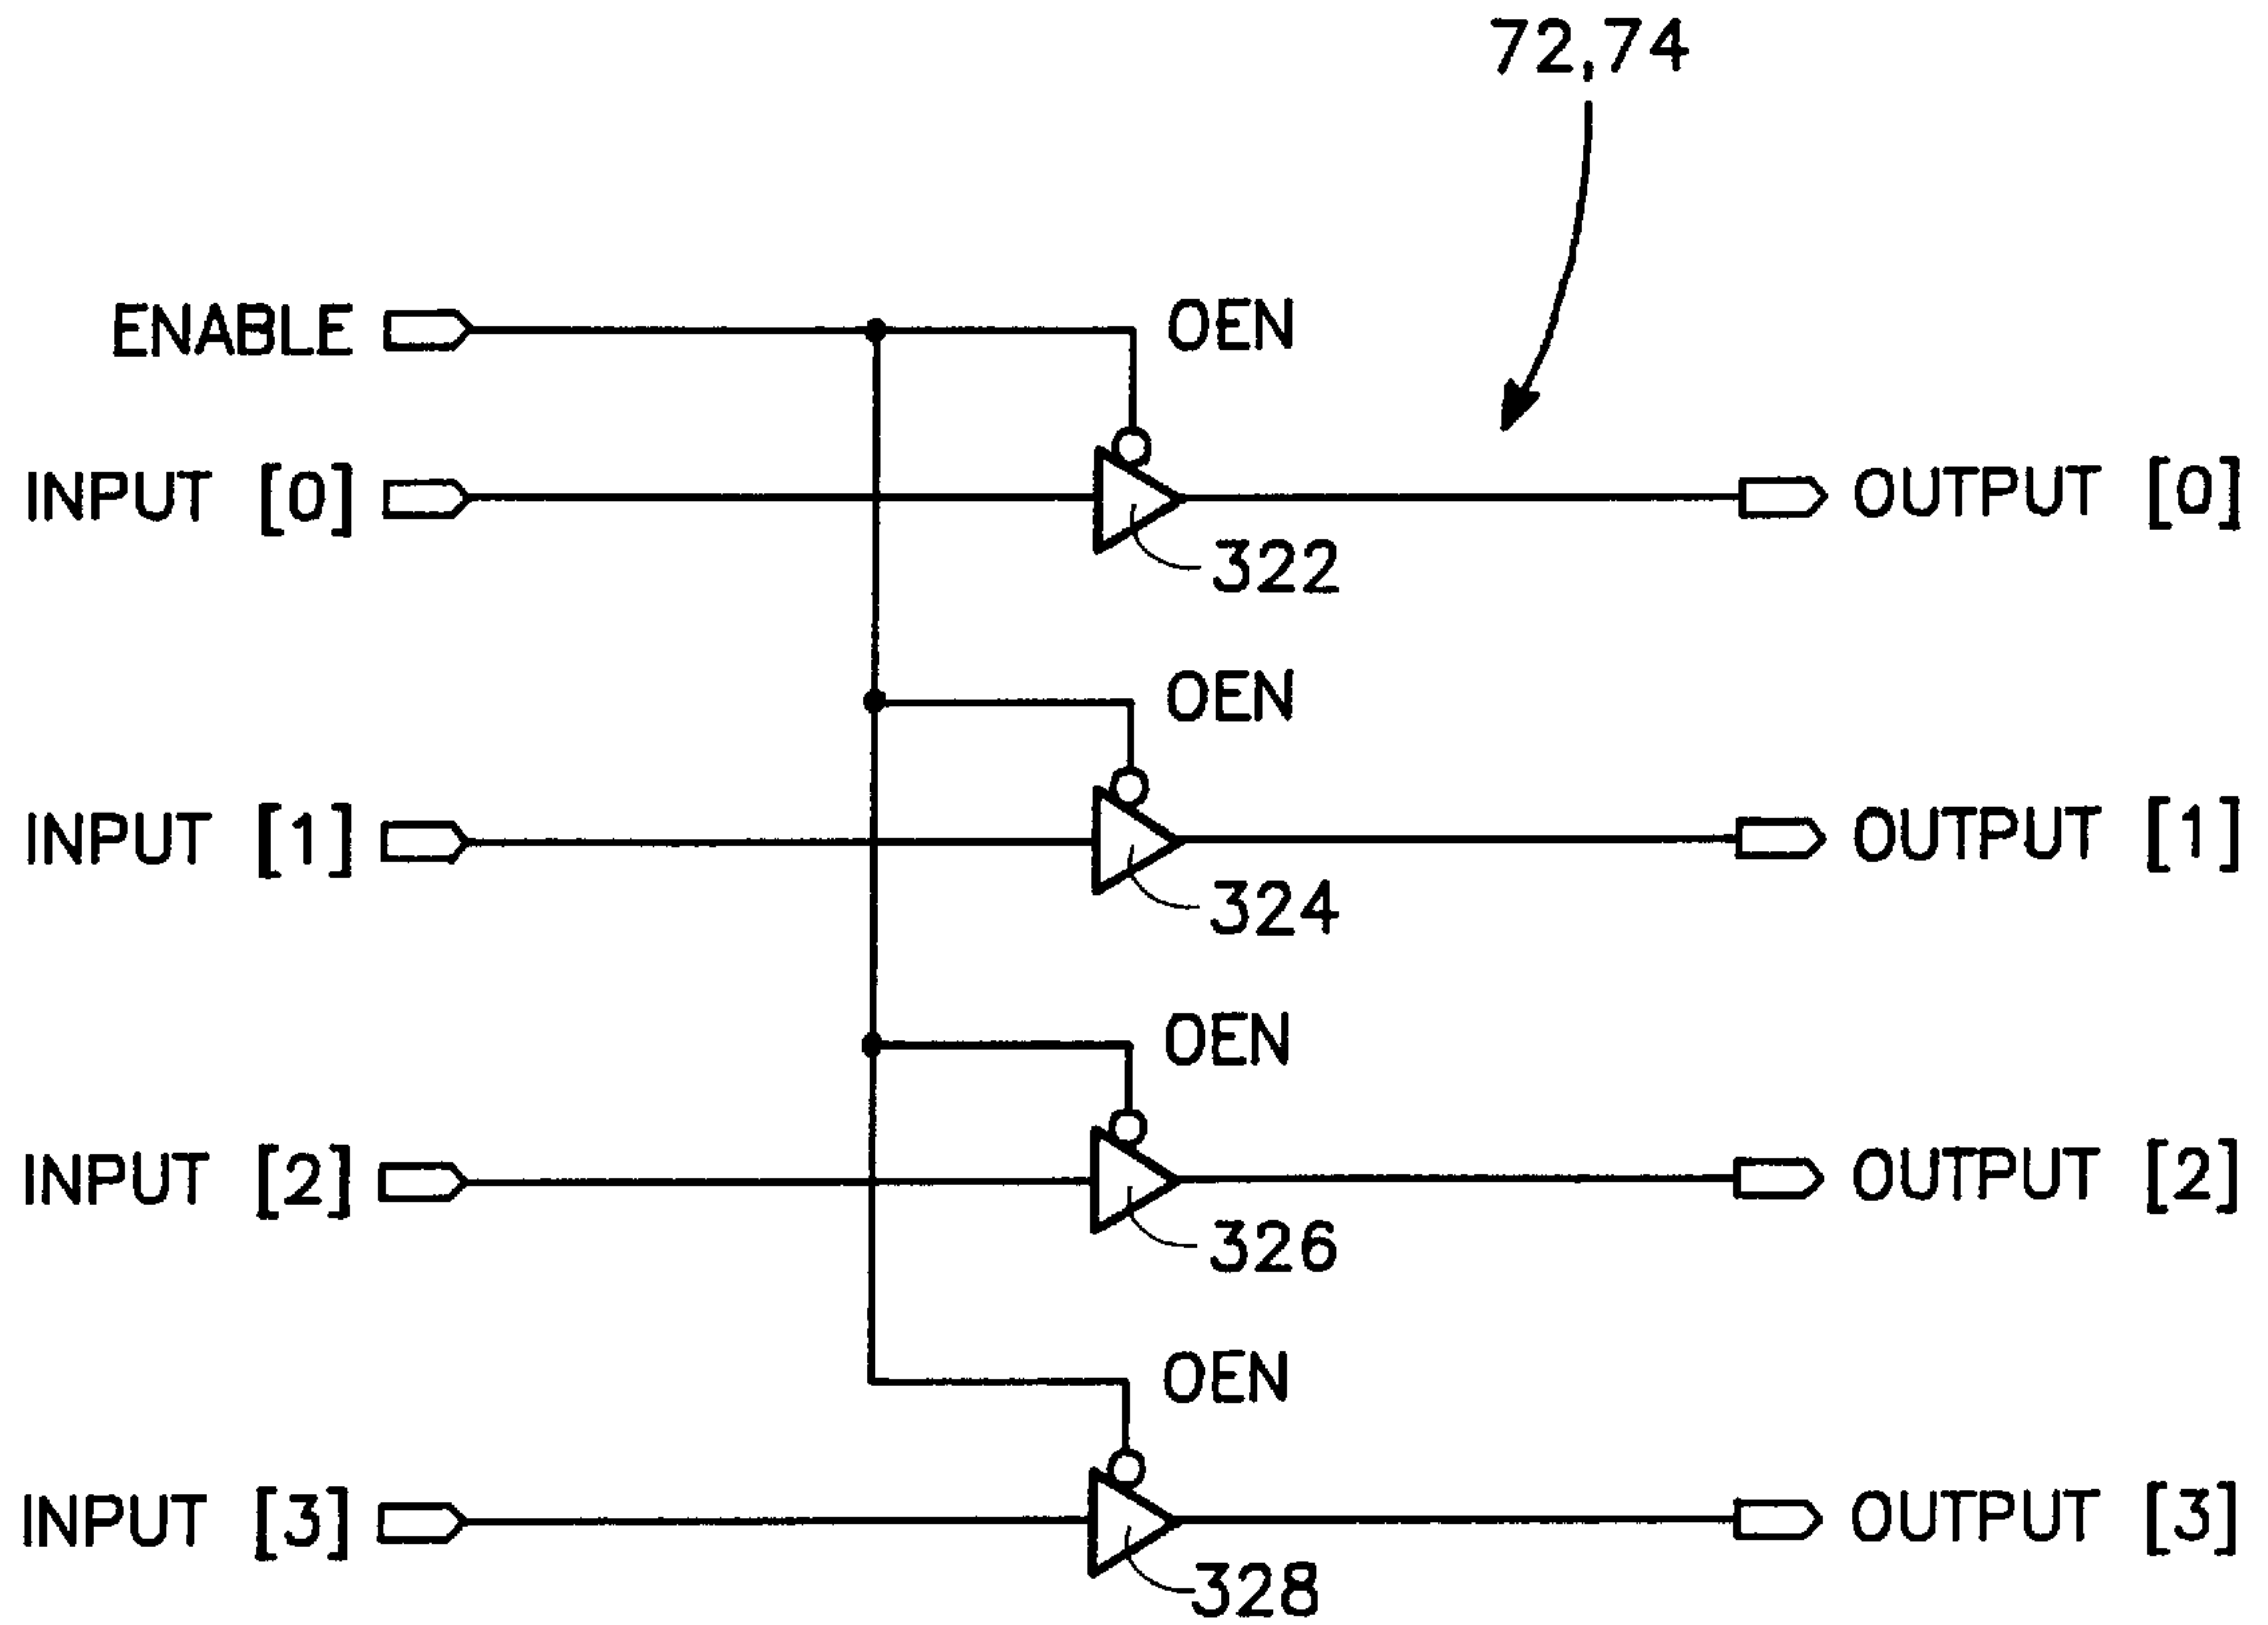 72,74
ENABLE
OEN
INPUT [0]
OUTPUT [0]
322
OEN
INPUT [1]
OUTPUT [1]
324
OEN
INPUT [2]
OUTPUT [2]
326
OEN
INPUT [3]
OUTPUT [3]
328